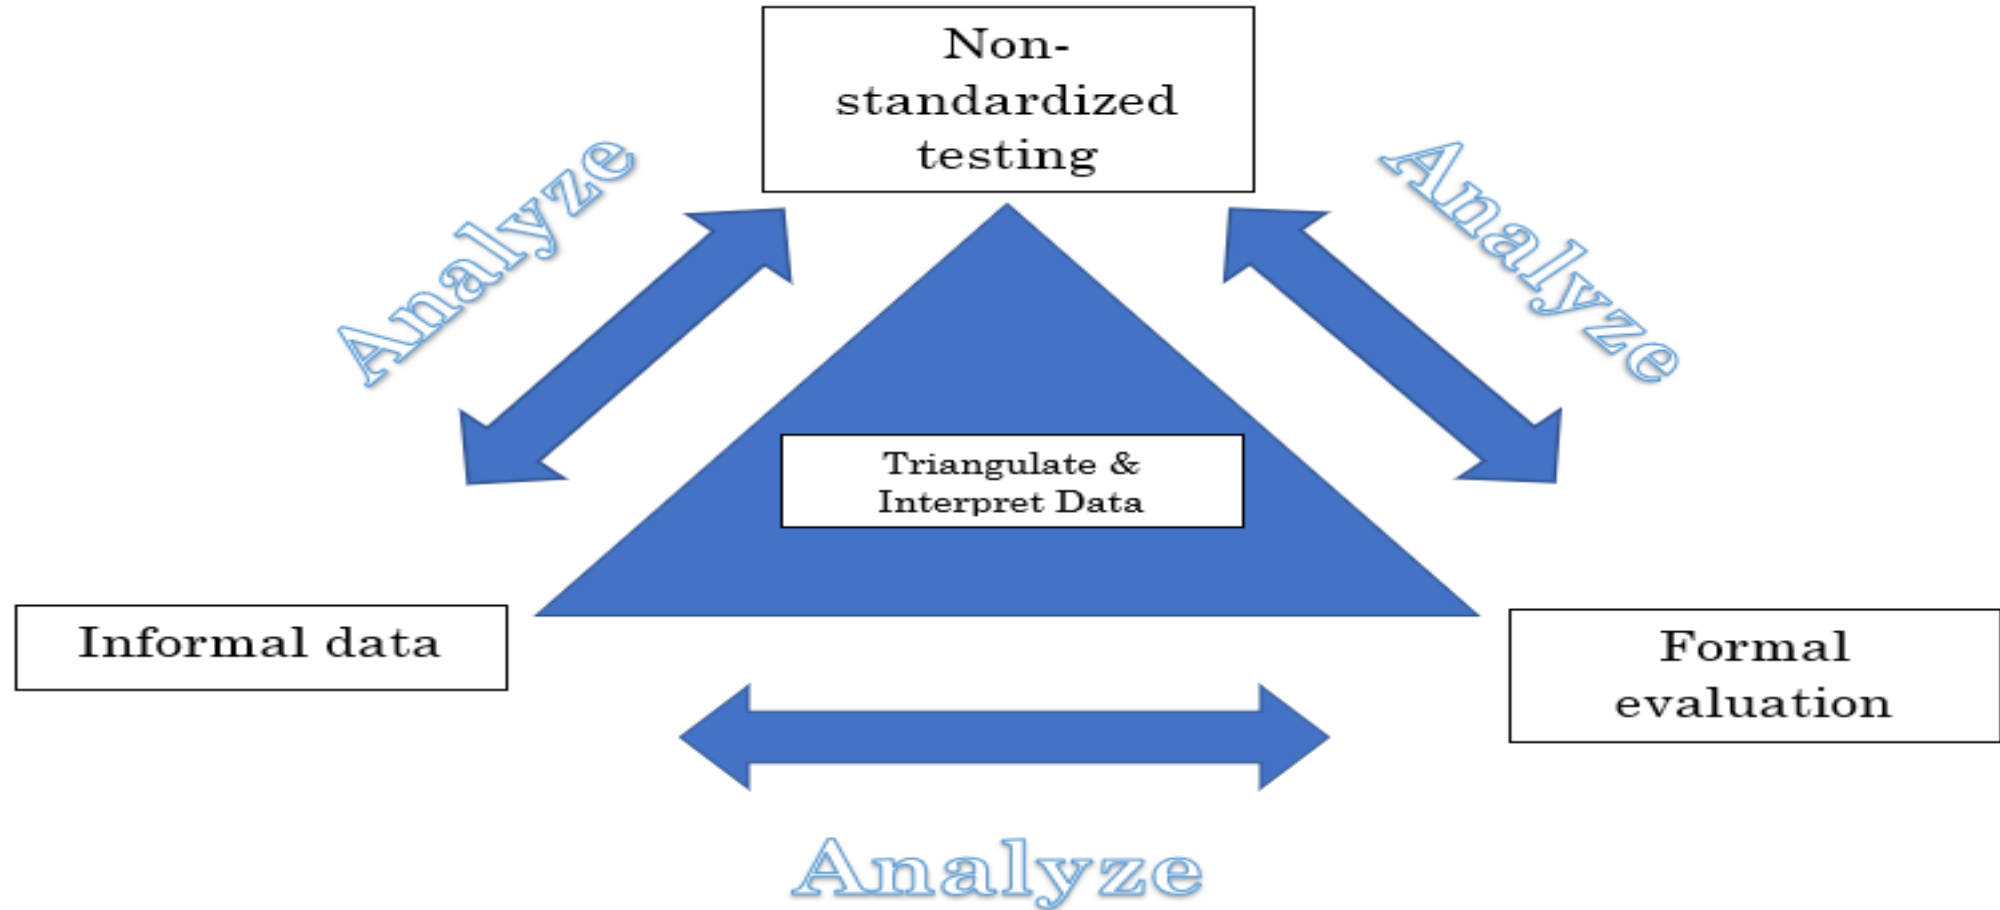 Non-
standardized
testing
Analyze
Analyze
Triangulate &
Interpret Data
Informal data
Formal
evaluation
Analyze